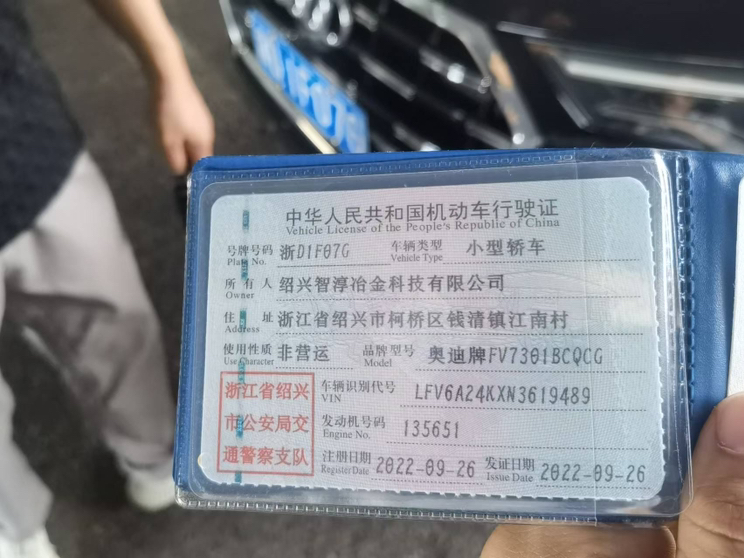 中华人民共和国机动车行驶证
Vehicle License of the People's Republic of China
号牌号码 浙D1F07G 车辆类型 小型轿车
Plate No. Vehicle Type
所有人 绍兴智淳冶金科技有限公司
Owner
住址 浙江省绍兴市柯桥区钱清镇江南村
Address
使用性质 非营运 品牌型号 奥迪牌FV7301BCQCG
Use Character Model
浙江省绍兴
市公安局交
通警察支队
车辆识别代号 LFV6A24KXN3619489
VIN
发动机号码 135651
Engine No.
注册日期 2022-09-26 发证日期 2022-09-26
Register Date Issue Date